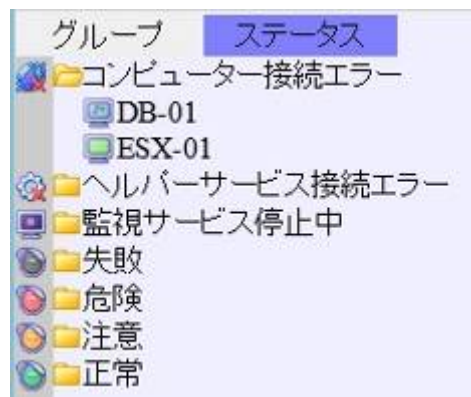 グループ ステータス
コンピューター接続エラー
DB-01
ESX-01
ヘルパーサービス接続エラー
監視サービス停止中
失敗
危険
注意
正常